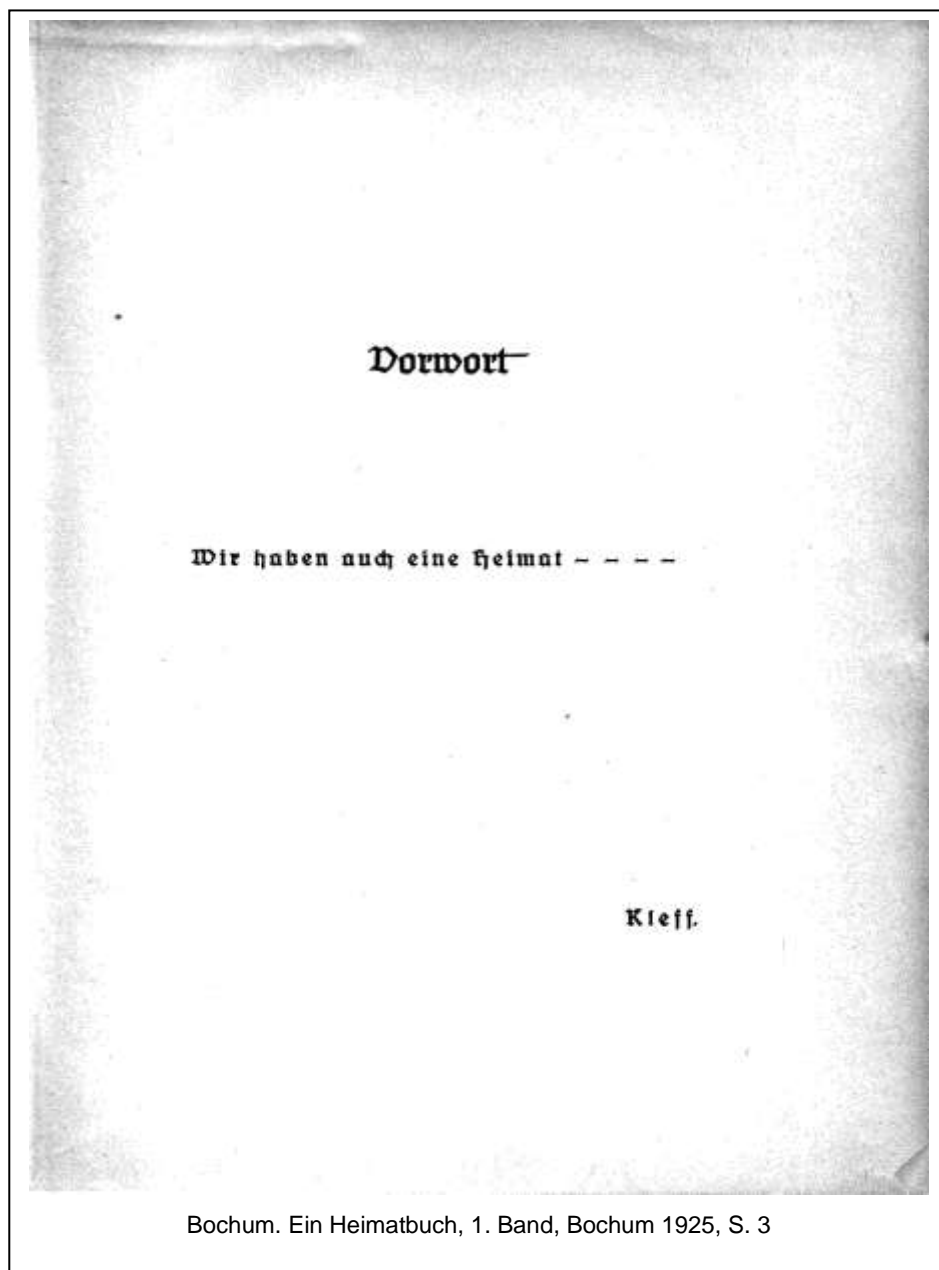 Vorwort
Wir haben auch eine Heimat – – – –
Kleff.
Bochum. Ein Heimatbuch, 1. Band, Bochum 1925, S. 3